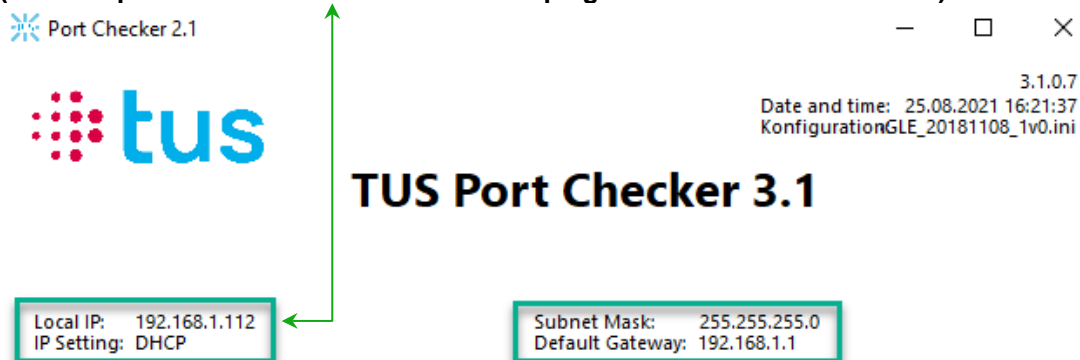 Port Checker 2.1
3.1.0.7
tus
Date and time: 25.08.2021 16:21:37
KonfigurationGLE_20181108_1v0.ini
TUS Port Checker 3.1
Local IP: 192.168.1.112
IP Setting: DHCP
Subnet Mask: 255.255.255.0
Default Gateway: 192.168.1.1